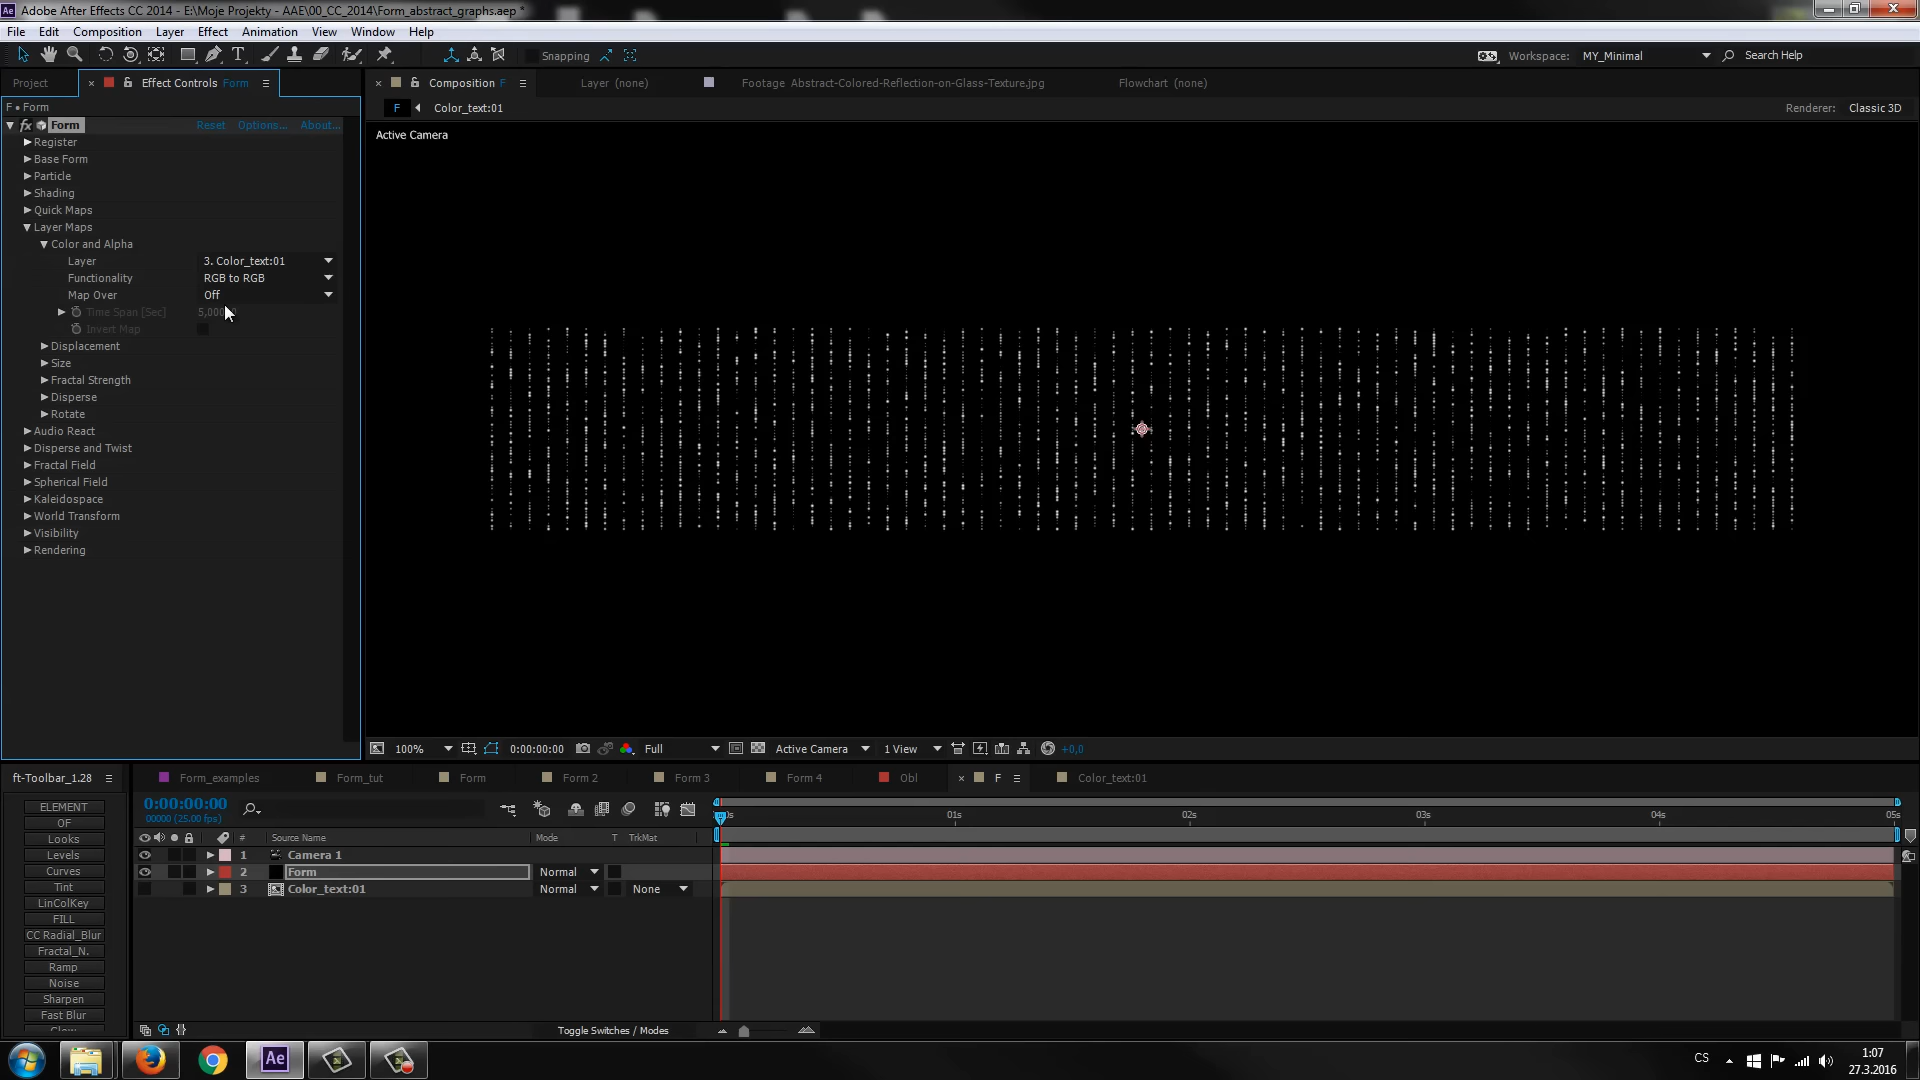 Adobe After Effects CC 2014 - E:\Moje Projekty - AAE\00_CC_2014\Form_abstract_graphs.aep *
File Edit Composition Layer Effect Animation View Window Help
Snapping
Workspace: MY_Minimal
Search Help
Project
Effect Controls Form
Composition F
Layer (none)
Footage Abstract-Colored-Reflection-on-Glass-Texture.jpg
Flowchart (none)
F • Form
F
Color_text:01
Renderer: Classic 3D
fx Form Reset Options... About...
Active Camera
Register
Base Form
Particle
Shading
Quick Maps
Layer Maps
Color and Alpha
Layer 3. Color_text:01
Functionality RGB to RGB
Map Over Off
Time Span [Sec] 5,000
Invert Map
Displacement
Size
Fractal Strength
Disperse
Rotate
Audio React
Disperse and Twist
Fractal Field
Spherical Field
Kaleidospace
World Transform
Visibility
Rendering
100% 0:00:00:00 Full Active Camera 1 View +0,0
ft-Toolbar_1.28
Form_examples Form_tut Form Form 2 Form 3 Form 4 Obl F Color_text:01
ELEMENT
OF
Looks
Levels
Curves
Tint
LinColKey
FILL
CC Radial_Blur
Fractal_N.
Ramp
Noise
Sharpen
Fast Blur
Glow
0:00:00:00
00000 (25.00 fps)
01s 02s 03s 04s 05s
# Source Name Mode T TrkMat
1 Camera 1
2 Form Normal
3 Color_text:01 Normal None
Toggle Switches / Modes
Ae
CS
1:07
27.3.2016